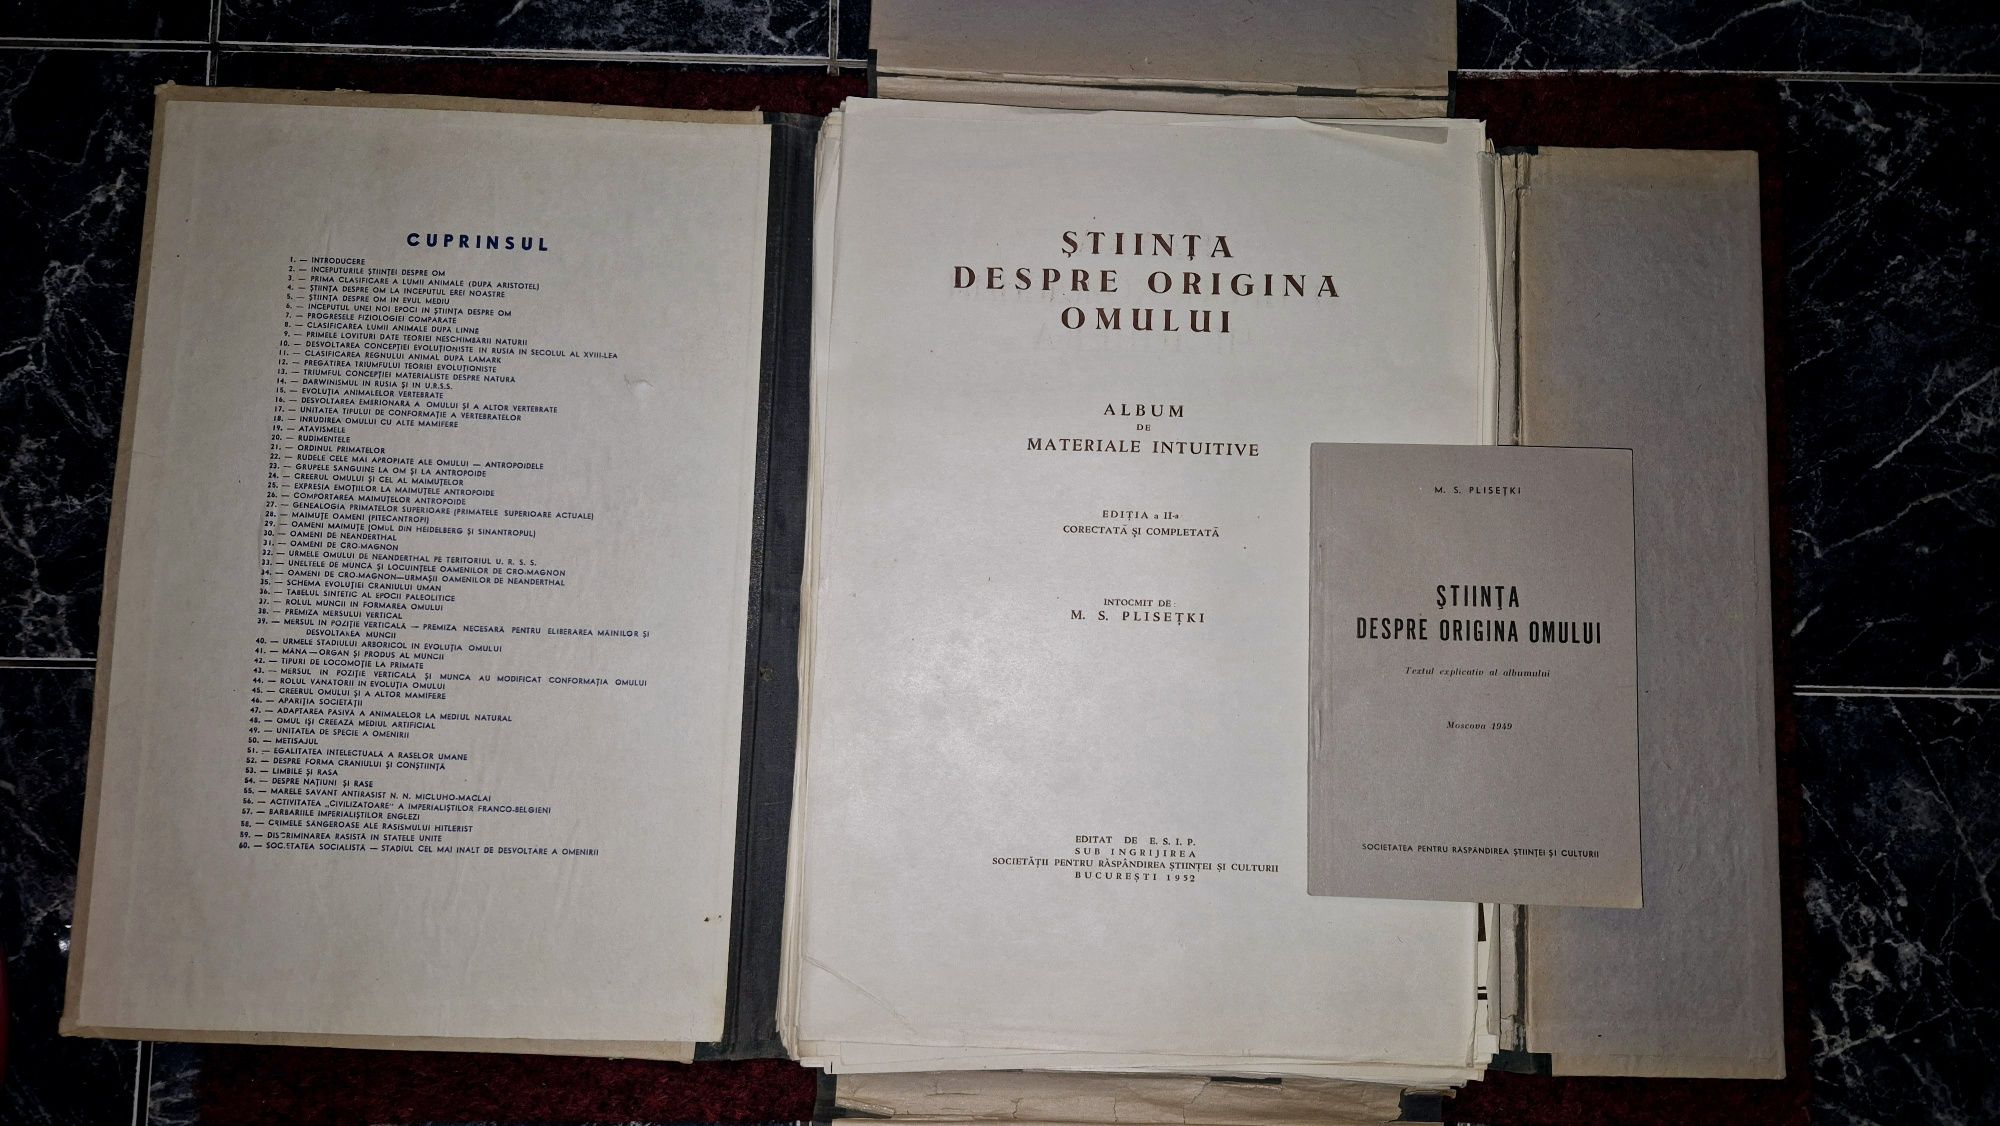 CUPRINSUL
1. — INTRODUCERE
2. — INCEPUTURILE ȘTIINȚEI DESPRE OM
3. — PRIMA CLASIFICARE A LUMII ANIMALE (DUPĂ ARISTOTEL)
4. — ȘTIINȚA DESPRE OM LA INCEPUTUL EREI NOASTRE
5. — ȘTIINȚA DESPRE OM IN EVUL MEDIU
6. — INCEPUTUL UNEI NOI EPOCI IN ȘTIINȚA DESPRE OM
7. — PROGRESELE FIZIOLOGIEI COMPARATE
8. — CLASIFICAREA LUMII ANIMALE DUPĂ LINNE
9. — PRIMELE LOVITURI DATE TEORIEI NESCHIMBĂRII NATURII
10. — DESVOLTAREA CONCEPȚIEI EVOLUȚIONISTE IN RUSIA IN SECOLUL AL XVIII-LEA
11. — CLASIFICAREA REGNULUI ANIMAL DUPĂ LAMARK
12. — PREGĂTIREA TRIUMFULUI TEORIEI EVOLUȚIONISTE
13. — TRIUMFUL CONCEPȚIEI MATERIALISTE DESPRE NATURĂ
14. — DARWINISMUL IN RUSIA ȘI IN U.R.S.S.
15. — EVOLUȚIA ANIMALELOR VERTEBRATE
16. — DESVOLTAREA EMBRIONARĂ A OMULUI ȘI A ALTOR VERTEBRATE
17. — UNITATEA TIPULUI DE CONFORMAȚIE A VERTEBRATELOR
18. — INRUDIREA OMULUI CU ALTE MAMIFERE
19. — ATAVISMELE
20. — RUDIMENTELE
21. — ORDINUL PRIMATELOR
22. — RUDELE CELE MAI APROPIATE ALE OMULUI — ANTROPOIDELE
23. — GRUPELE SANGUINE LA OM ȘI LA ANTROPOIDE
24. — CREERUL OMULUI ȘI CEL AL MAIMUȚELOR
25. — EXPRESIA EMOȚIILOR LA MAIMUȚELE ANTROPOIDE
26. — COMPORTAREA MAIMUȚELOR ANTROPOIDE
27. — GENEALOGIA PRIMATELOR SUPERIOARE (PRIMATELE SUPERIOARE ACTUALE)
28. — MAIMUȚE OAMENI (PITECANTROPI)
29. — OAMENI MAIMUȚE (OMUL DIN HEIDELBERG ȘI SINANTROPUL)
30. — OAMENI DE NEANDERTHAL
31. — OAMENI DE CRO-MAGNON
32. — URMELE OMULUI DE NEANDERTHAL PE TERITORIUL U. R. S. S.
33. — UNELTELE DE MUNCĂ ȘI LOCUINȚELE OAMENILOR DE CRO-MAGNON
34. — OAMENI DE CRO-MAGNON—URMAȘII OAMENILOR DE NEANDERTHAL
35. — SCHEMA EVOLUȚIEI CRANIULUI UMAN
36. — TABELUL SINTETIC AL EPOCII PALEOLITICE
37. — ROLUL MUNCII IN FORMAREA OMULUI
38. — PREMIZA MERSULUI VERTICAL
39. — MERSUL IN POZIȚIE VERTICALĂ — PREMIZA NECESARĂ PENTRU ELIBERAREA MÂINILOR ȘI
DESVOLTAREA MUNCII
40. — URMELE STADIULUI ARBORICOL IN EVOLUȚIA OMULUI
41. — MÂNA — ORGAN ȘI PRODUS AL MUNCII
42. — TIPURI DE LOCOMOȚIE LA PRIMATE
43. — MERSUL IN POZIȚIE VERTICALĂ ȘI MUNCA AU MODIFICAT CONFORMAȚIA OMULUI
44. — ROLUL VÂNATORII IN EVOLUȚIA OMULUI
45. — CREERUL OMULUI ȘI A ALTOR MAMIFERE
46. — APARIȚIA SOCIETĂȚII
47. — ADAPTAREA PASIVĂ A ANIMALELOR LA MEDIUL NATURAL
48. — OMUL IȘI CREEAZĂ MEDIUL ARTIFICIAL
49. — UNITATEA DE SPECIE A OMENIRII
50. — METISAJUL
51. — EGALITATEA INTELECTUALĂ A RASELOR UMANE
52. — DESPRE FORMA CRANIULUI ȘI CONȘTIINȚĂ
53. — LIMBILE ȘI RASA
54. — DESPRE NAȚIUNI ȘI RASE
55. — MARELE SAVANT ANTIRASIST N. N. MICLUHO-MACLAI
56. — ACTIVITATEA „CIVILIZATOARE" A IMPERIALIȘTILOR FRANCO-BELGIENI
57. — BARBARIILE IMPERIALIȘTILOR ENGLEZI
58. — CRIMELE SÂNGEROASE ALE RASISMULUI HITLERIST
59. — DISCRIMINAREA RASISTĂ IN STATELE UNITE
60. — SOCIETATEA SOCIALISTĂ — STADIUL CEL MAI INALT DE DESVOLTARE A OMENIRII
ȘTIINȚA
DESPRE ORIGINA
OMULUI
ALBUM
DE
MATERIALE INTUITIVE
EDIȚIA a II-a
CORECTATĂ ȘI COMPLETATĂ
INTOCMIT DE:
M. S. PLISEȚKI
EDITAT DE E. S. I. P.
SUB INGRIJIREA
SOCIETĂȚII PENTRU RĂSPÂNDIREA ȘTIINȚEI ȘI CULTURII
BUCUREȘTI 1952
M. S. PLISEȚKI
ȘTIINȚA
DESPRE ORIGINA OMULUI
Textul explicativ al albumului
Moscova 1949
SOCIETATEA PENTRU RĂSPÂNDIREA ȘTIINȚEI ȘI CULTURII